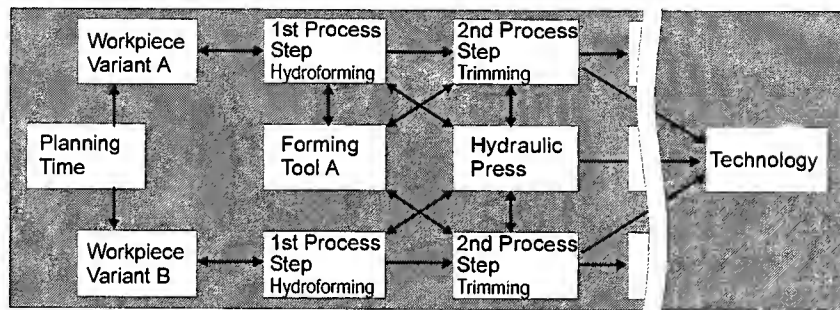 Workpiece
Variant A
1st Process
Step
Hydroforming
2nd Process
Step
Trimming
Planning
Time
Forming
Tool A
Hydraulic
Press
Technology
Workpiece
Variant B
1st Process
Step
Hydroforming
2nd Process
Step
Trimming